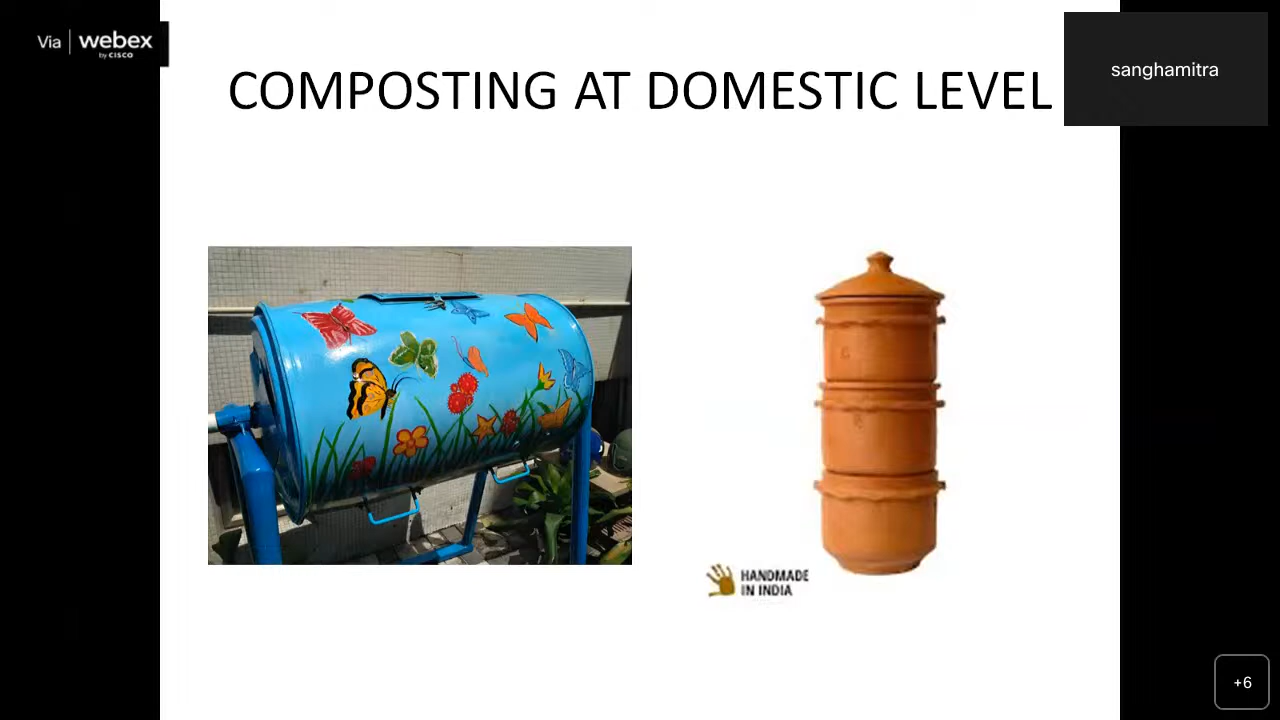 Via webex
by CISCO
COMPOSTING AT DOMESTIC LEVEL
sanghamitra
HANDMADE
IN INDIA
+6